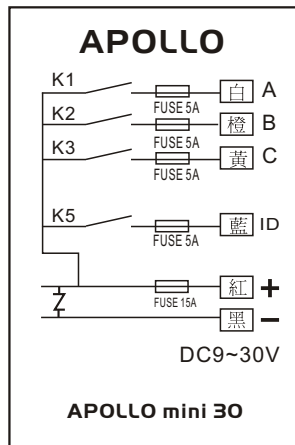 APOLLO
K1 白 A
FUSE 5A
K2 橙 B
FUSE 5A
K3 黃 C
FUSE 5A
K5 藍 ID
FUSE 5A
紅 +
FUSE 15A
黑 −
DC9~30V
APOLLO mini 30